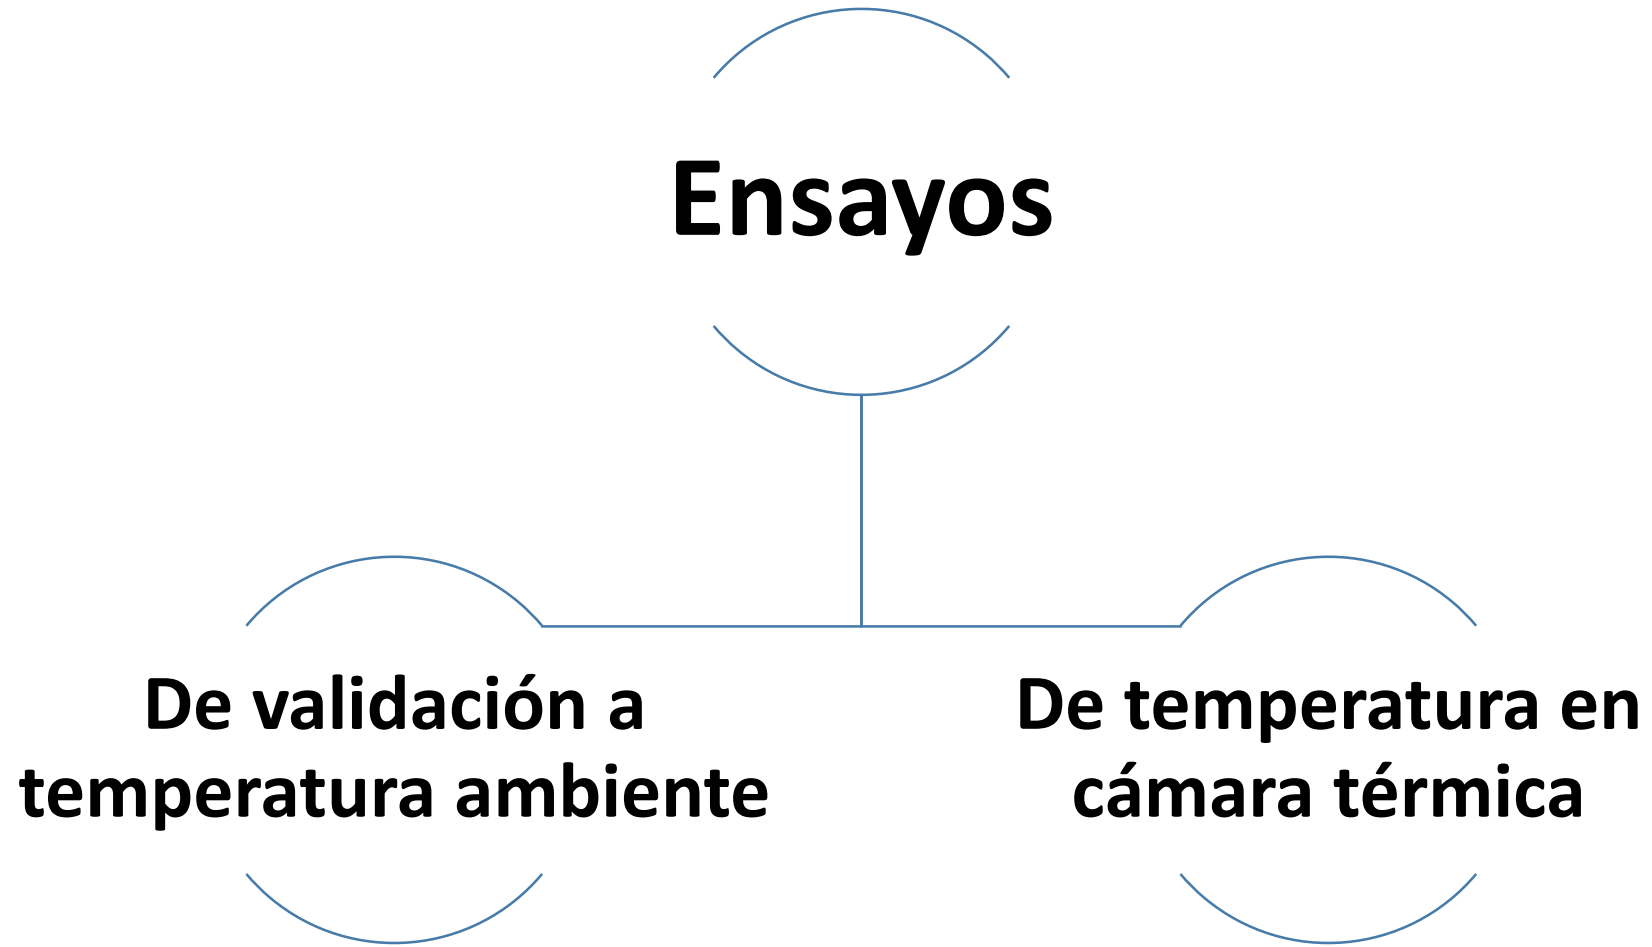 Ensayos
De validación a
temperatura ambiente
De temperatura en
cámara térmica